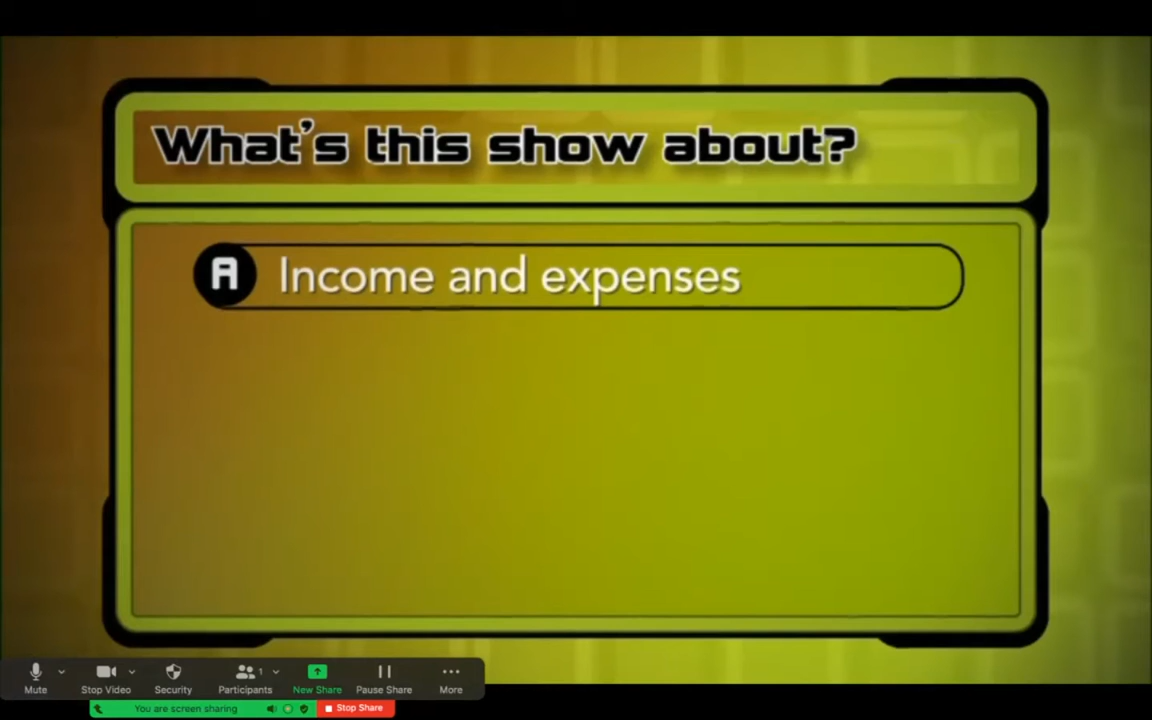 What's this show about?
A Income and expenses
Mute Stop Video Security Participants 1 New Share Pause Share More
You are screen sharing Stop Share